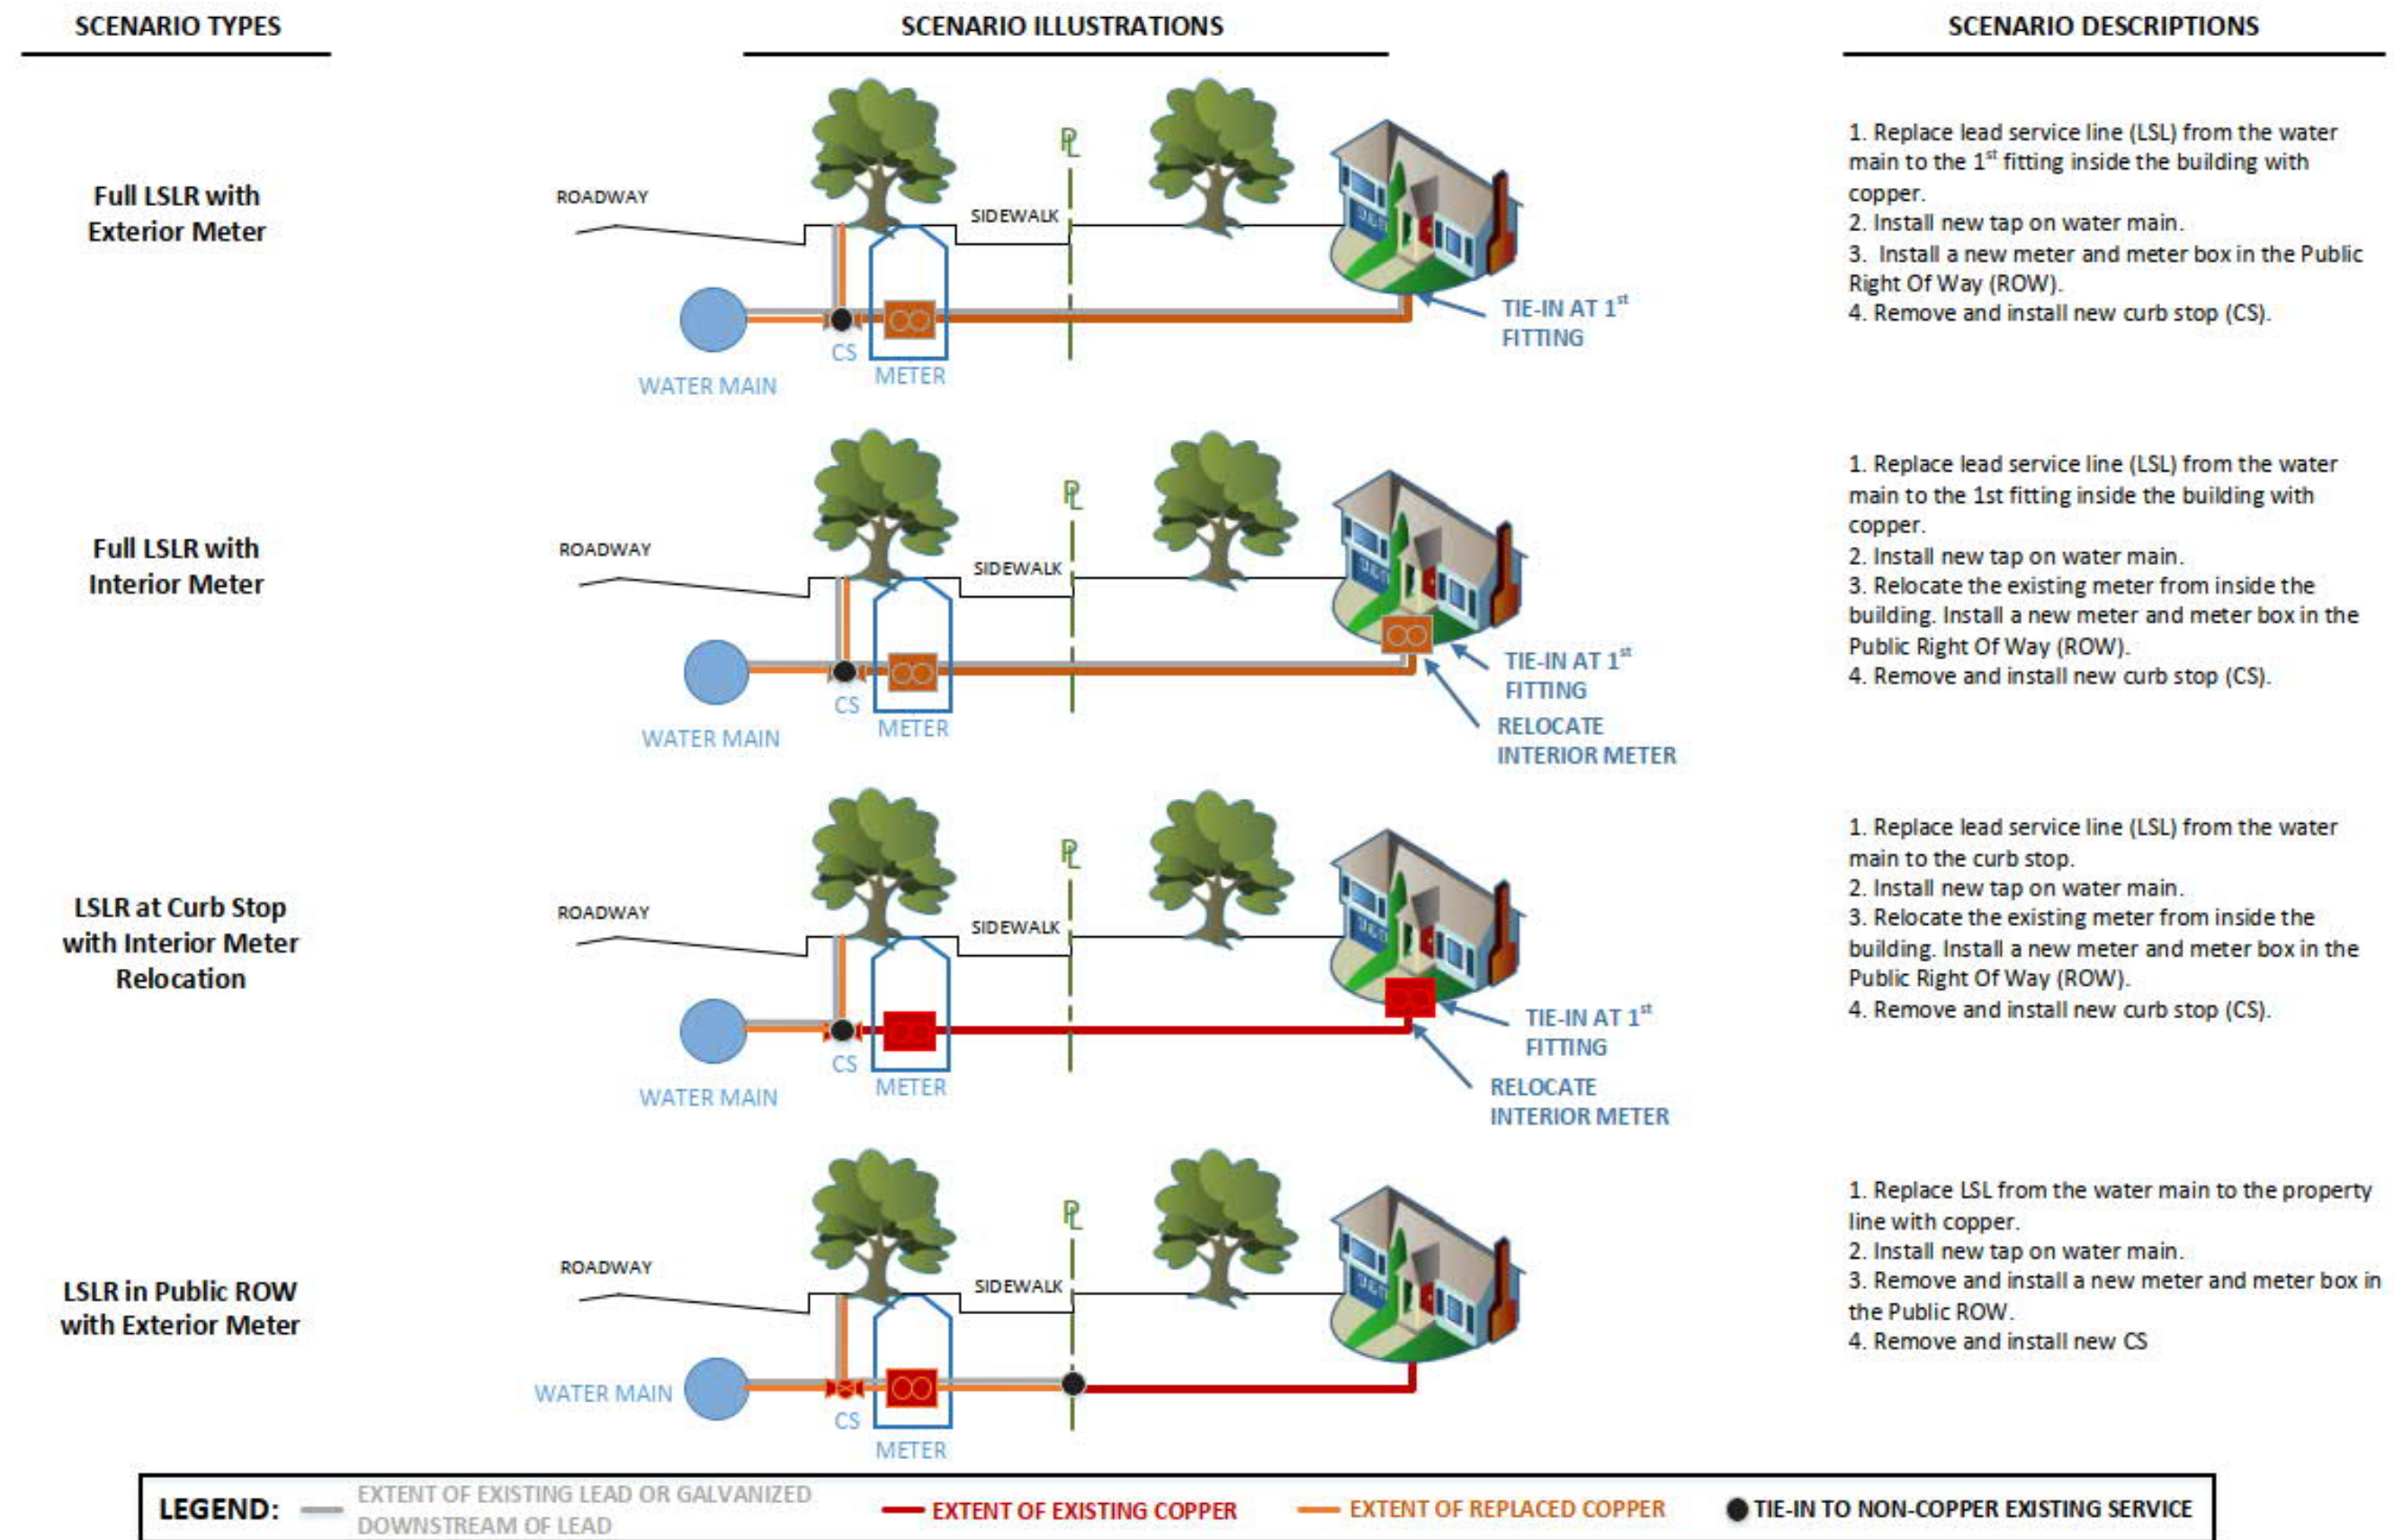 SCENARIO TYPES
SCENARIO ILLUSTRATIONS
SCENARIO DESCRIPTIONS
Full LSLR with
Exterior Meter
ROADWAY
SIDEWALK
PL
CS
METER
WATER MAIN
TIE-IN AT 1st
FITTING
1. Replace lead service line (LSL) from the water
main to the 1st fitting inside the building with
copper.
2. Install new tap on water main.
3. Install a new meter and meter box in the Public
Right Of Way (ROW).
4. Remove and install new curb stop (CS).
Full LSLR with
Interior Meter
ROADWAY
SIDEWALK
PL
CS
METER
WATER MAIN
TIE-IN AT 1st
FITTING
RELOCATE
INTERIOR METER
1. Replace lead service line (LSL) from the water
main to the 1st fitting inside the building with
copper.
2. Install new tap on water main.
3. Relocate the existing meter from inside the
building. Install a new meter and meter box in the
Public Right Of Way (ROW).
4. Remove and install new curb stop (CS).
LSLR at Curb Stop
with Interior Meter
Relocation
ROADWAY
SIDEWALK
PL
CS
METER
WATER MAIN
TIE-IN AT 1st
FITTING
RELOCATE
INTERIOR METER
1. Replace lead service line (LSL) from the water
main to the curb stop.
2. Install new tap on water main.
3. Relocate the existing meter from inside the
building. Install a new meter and meter box in the
Public Right Of Way (ROW).
4. Remove and install new curb stop (CS).
LSLR in Public ROW
with Exterior Meter
ROADWAY
SIDEWALK
PL
WATER MAIN
CS
METER
1. Replace LSL from the water main to the property
line with copper.
2. Install new tap on water main.
3. Remove and install a new meter and meter box in
the Public ROW.
4. Remove and install new CS
LEGEND:
EXTENT OF EXISTING LEAD OR GALVANIZED
DOWNSTREAM OF LEAD
EXTENT OF EXISTING COPPER
EXTENT OF REPLACED COPPER
TIE-IN TO NON-COPPER EXISTING SERVICE